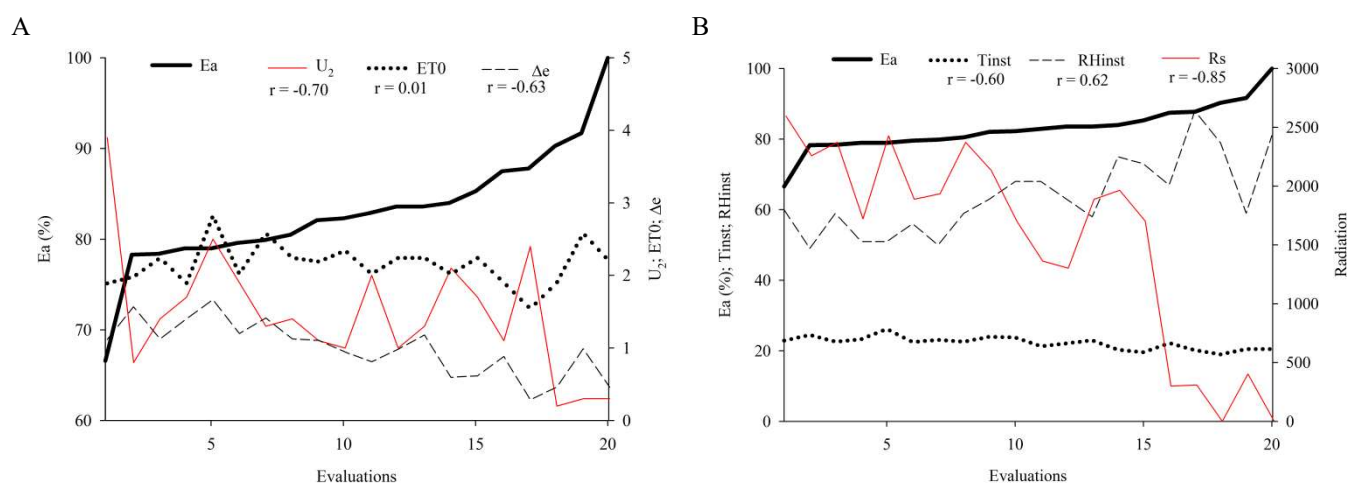 A
Ea U₂ ET0 Δe
r = -0.70 r = 0.01 r = -0.63
100
90
80
70
60
Ea (%)
5
4
3
2
1
0
U₂; ET0; Δe
5 10 15 20
Evaluations
B
Ea Tinst RHinst Rs
r = -0.60 r = 0.62 r = -0.85
100
80
60
40
20
0
Ea (%); Tinst; RHinst
3000
2500
2000
1500
1000
500
0
Radiation
5 10 15 20
Evaluations